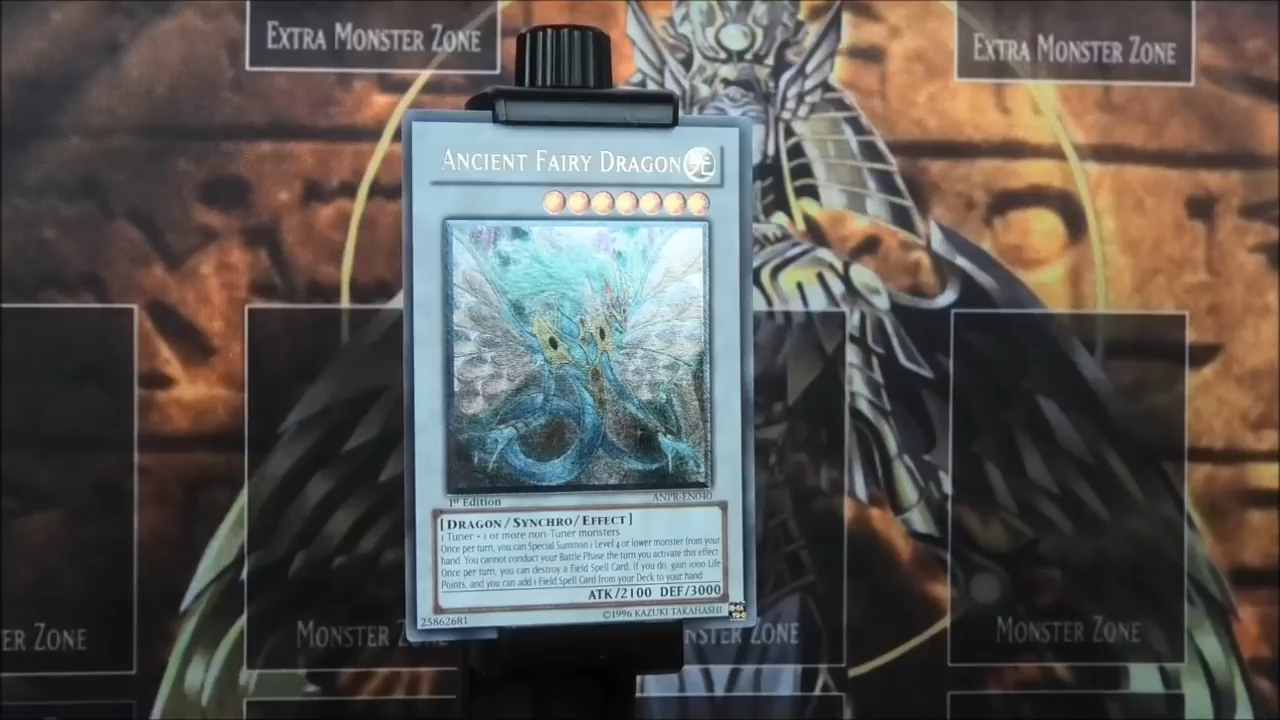 EXTRA MONSTER ZONE
EXTRA MONSTER ZONE
ANCIENT FAIRY DRAGON 光
1st Edition
ANPR-EN040
[DRAGON/SYNCHRO/EFFECT]
1 Tuner + 1 or more non-Tuner monsters
Once per turn, you can Special Summon 1 Level 4 or lower monster from your
hand. You cannot conduct your Battle Phase the turn you activate this effect.
Once per turn, you can destroy a Field Spell Card. If you do, gain 1000 Life
Points, and you can add 1 Field Spell Card from your Deck to your hand
ATK/2100 DEF/3000
25862681
©1996 KAZUKI TAKAHASHI
ER ZONE
MONSTER Z
NSTER ZONE
MONSTER ZONE